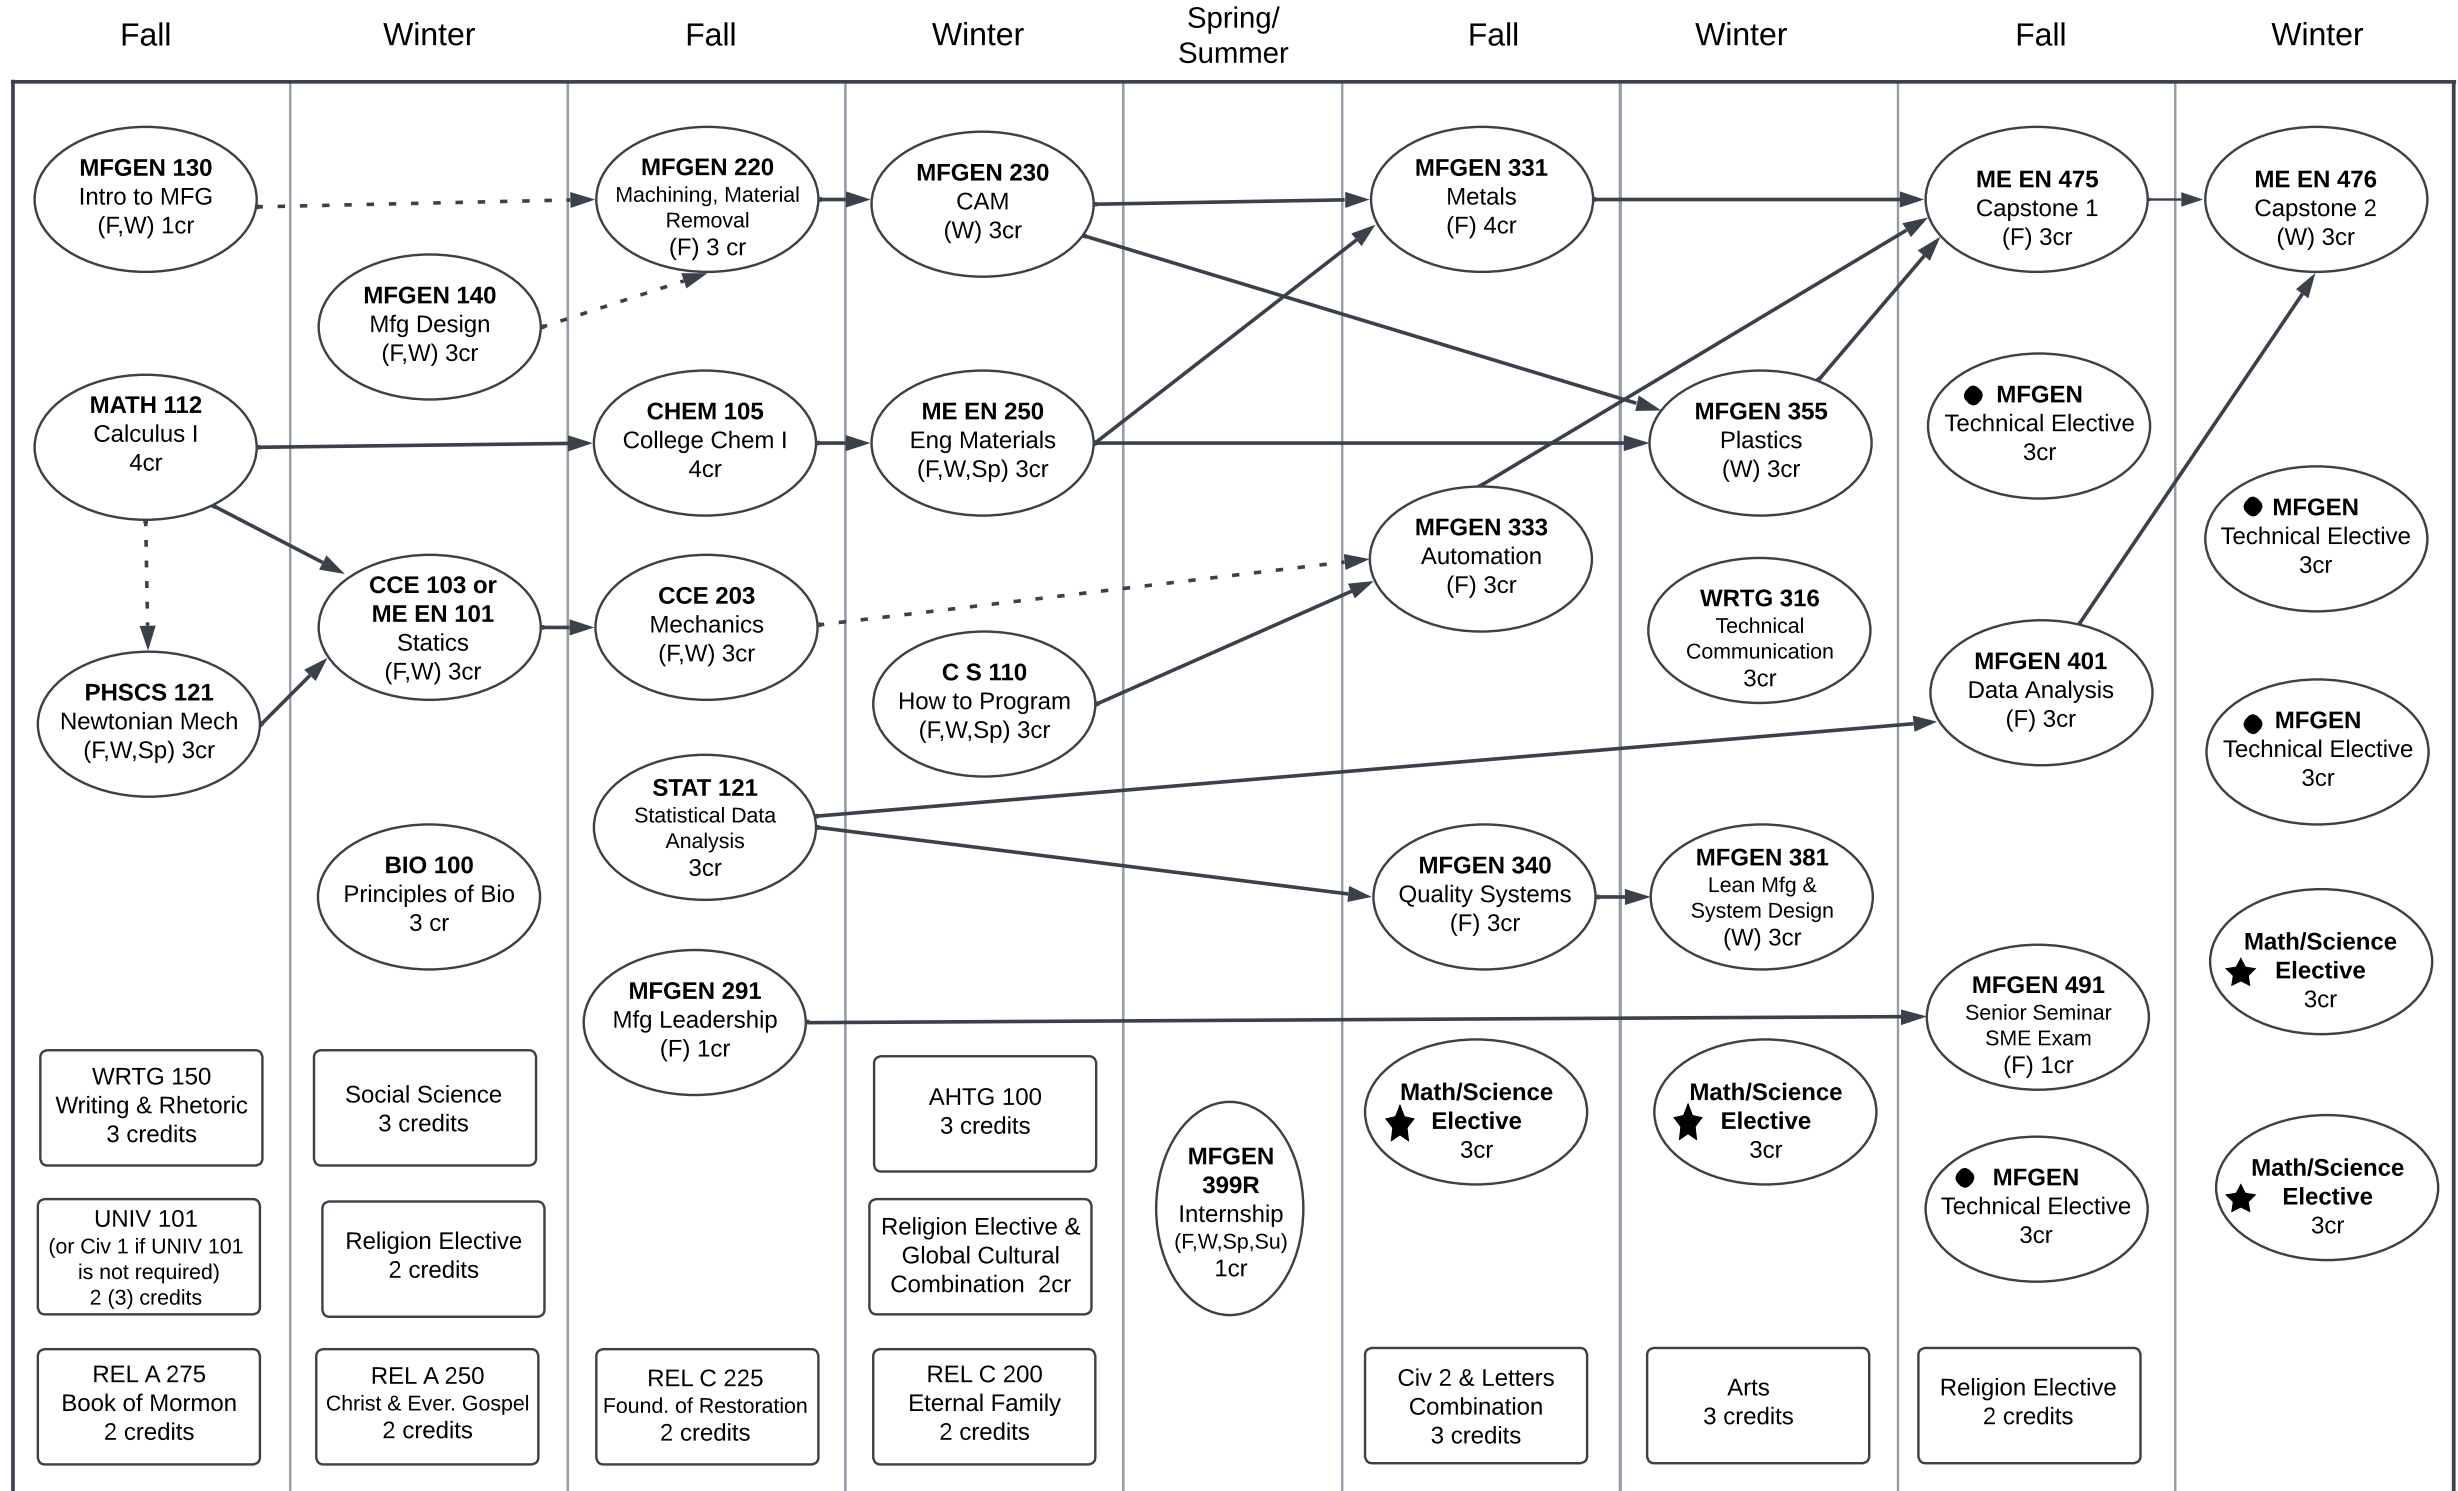 Fall
Winter
Fall
Winter
Spring/
Summer
Fall
Winter
Fall
Winter
MFGEN 130
Intro to MFG
(F,W) 1cr
MATH 112
Calculus I
4cr
PHSCS 121
Newtonian Mech
(F,W,Sp) 3cr
WRTG 150
Writing & Rhetoric
3 credits
UNIV 101
(or Civ 1 if UNIV 101
is not required)
2 (3) credits
REL A 275
Book of Mormon
2 credits
MFGEN 140
Mfg Design
(F,W) 3cr
CCE 103 or
ME EN 101
Statics
(F,W) 3cr
BIO 100
Principles of Bio
3 cr
Social Science
3 credits
Religion Elective
2 credits
REL A 250
Christ & Ever. Gospel
2 credits
MFGEN 220
Machining, Material
Removal
(F) 3 cr
CHEM 105
College Chem I
4cr
CCE 203
Mechanics
(F,W) 3cr
STAT 121
Statistical Data
Analysis
3cr
MFGEN 291
Mfg Leadership
(F) 1cr
REL C 225
Found. of Restoration
2 credits
MFGEN 230
CAM
(W) 3cr
ME EN 250
Eng Materials
(F,W,Sp) 3cr
C S 110
How to Program
(F,W,Sp) 3cr
AHTG 100
3 credits
Religion Elective &
Global Cultural
Combination 2cr
REL C 200
Eternal Family
2 credits
MFGEN
399R
Internship
(F,W,Sp,Su)
1cr
MFGEN 331
Metals
(F) 4cr
MFGEN 333
Automation
(F) 3cr
MFGEN 340
Quality Systems
(F) 3cr
Math/Science
Elective
3cr
Civ 2 & Letters
Combination
3 credits
MFGEN 355
Plastics
(W) 3cr
WRTG 316
Technical
Communication
3cr
MFGEN 381
Lean Mfg &
System Design
(W) 3cr
Math/Science
Elective
3cr
Arts
3 credits
ME EN 475
Capstone 1
(F) 3cr
MFGEN
Technical Elective
3cr
MFGEN 401
Data Analysis
(F) 3cr
MFGEN 491
Senior Seminar
SME Exam
(F) 1cr
MFGEN
Technical Elective
3cr
Religion Elective
2 credits
ME EN 476
Capstone 2
(W) 3cr
MFGEN
Technical Elective
3cr
MFGEN
Technical Elective
3cr
Math/Science
Elective
3cr
Math/Science
Elective
3cr